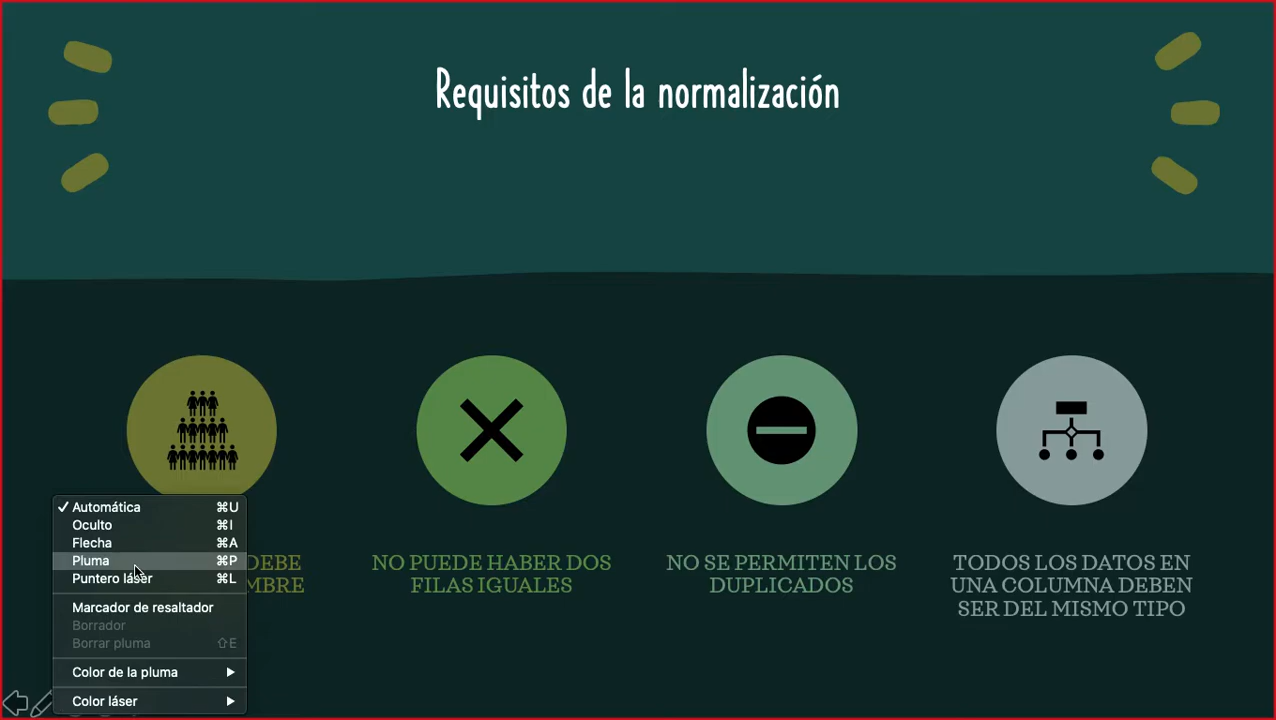 Requisitos de la normalización
DEBE
MBRE
NO PUEDE HABER DOS
FILAS IGUALES
NO SE PERMITEN LOS
DUPLICADOS
TODOS LOS DATOS EN
UNA COLUMNA DEBEN
SER DEL MISMO TIPO
Automática ⌘U
Oculto ⌘I
Flecha ⌘A
Pluma ⌘P
Puntero láser ⌘L
Marcador de resaltador
Borrador
Borrar pluma ⇧E
Color de la pluma
Color láser